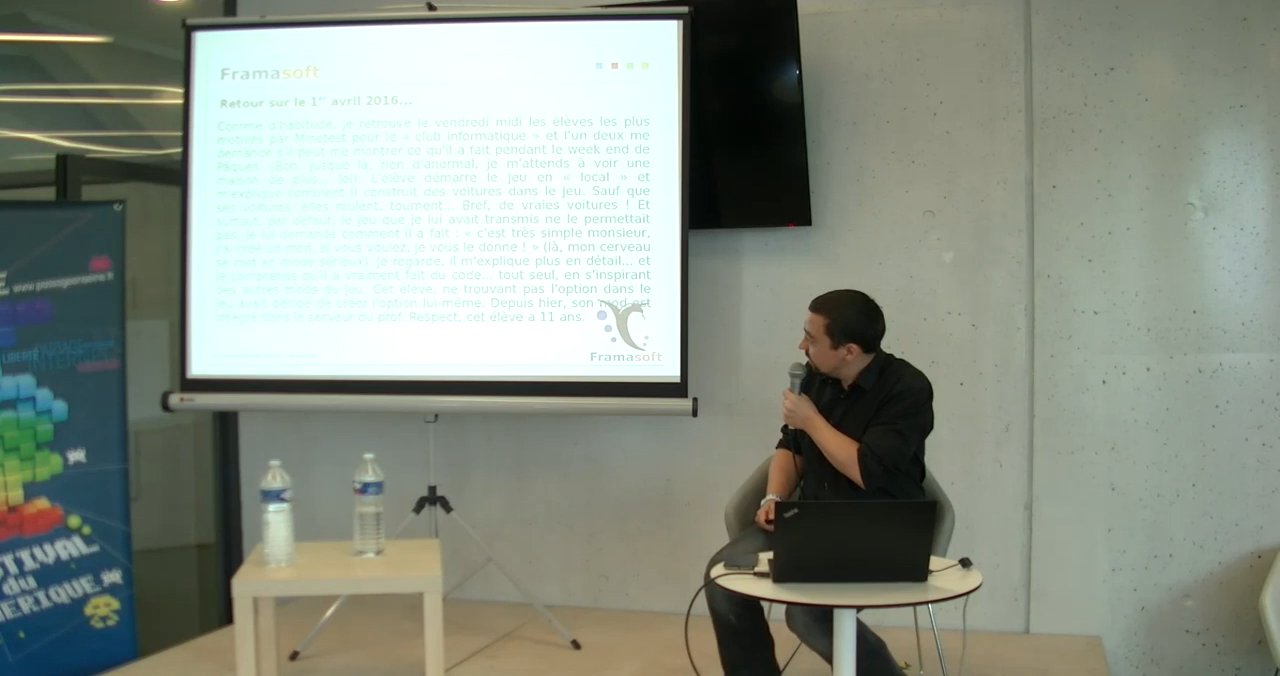 Framasoft
Retour sur le 1er avril 2016...
Comme d'habitude, je retrouve le vendredi midi les élèves les plus
motivés par Minetest pour le « club informatique » et l'un deux me
demande s'il peut me montrer ce qu'il a fait pendant le week end de
Pâques. (Bon, jusque là, rien d'anormal, je m'attends à voir une
maison de plus... lol). L'élève démarre le jeu en « local » et
m'explique comment il construit des voitures dans le jeu. Sauf que
ses voitures, elles roulent, tournent... Bref, de vraies voitures ! Et
surtout, par défaut, le jeu que je lui avait transmis ne le permettait
pas. Je lui demande comment il a fait : « c'est très simple monsieur,
j'ai créé un mod, si vous voulez, je vous le donne ! » (là, mon cerveau
se met en mode sérieux). Je regarde, il m'explique plus en détail... et
je comprends qu'il a vraiment fait du code... tout seul, en s'inspirant
des autres mods du jeu. Cet élève, ne trouvant pas l'option dans le
jeu avait décidé de créer l'option lui-même. Depuis hier, son mod est
intégré dans le serveur du prof. Respect, cet élève a 11 ans.
Framasoft
LIBERTÉ
TIVAL
du
ERIQUE